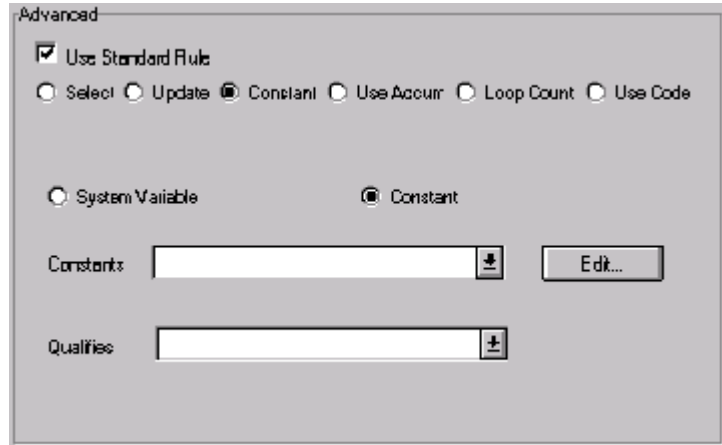 Advanced
Use Standard Rule
Select Update Constant Use Accum Loop Count Use Code
System Variable Constant
Constants Edit...
Qualifies